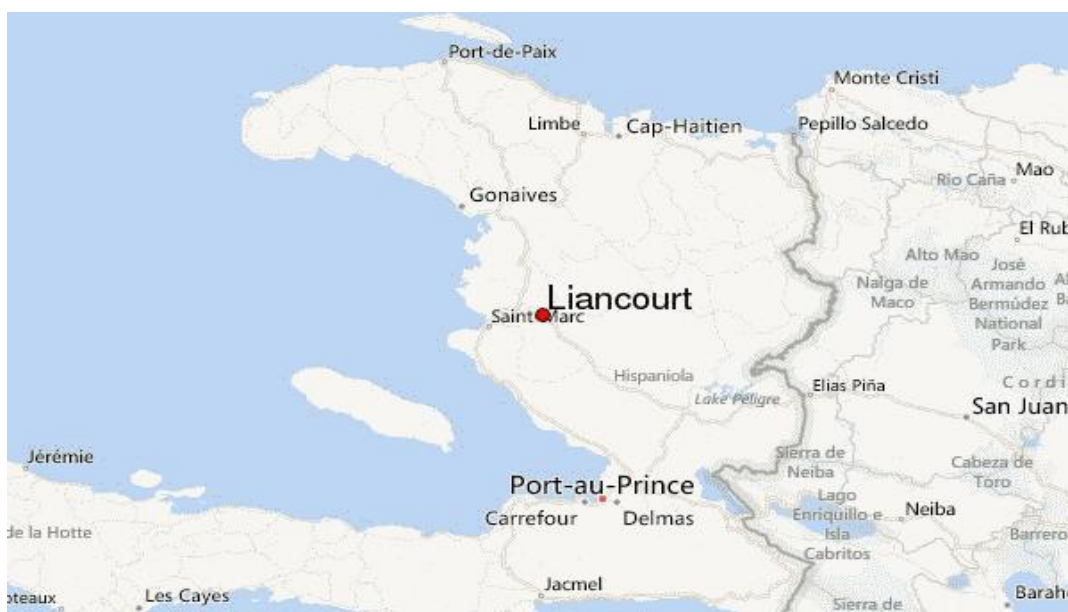 Port-de-Paix
Monte Cristi
Limbe
Cap-Haitien
Pepillo Salcedo
Mao
Rio Caña
Gonaives
El Rub
Alto Mao
José
Armando
Bermúdez
National
Park
Nalga de
Maco
Liancourt
Saint-Marc
Hispaniola
Lake Peligre
Elias Piña
Cordi
San Juan
Jérémie
Sierra de
Neiba
Cabeza de
Toro
Port-au-Prince
Carrefour
Delmas
Lago
Enriquillo e
Isla
Cabritos
Neiba
de la Hotte
Barrero
Jacmel
Les Cayes
oteaux
Baraho
Sierra de